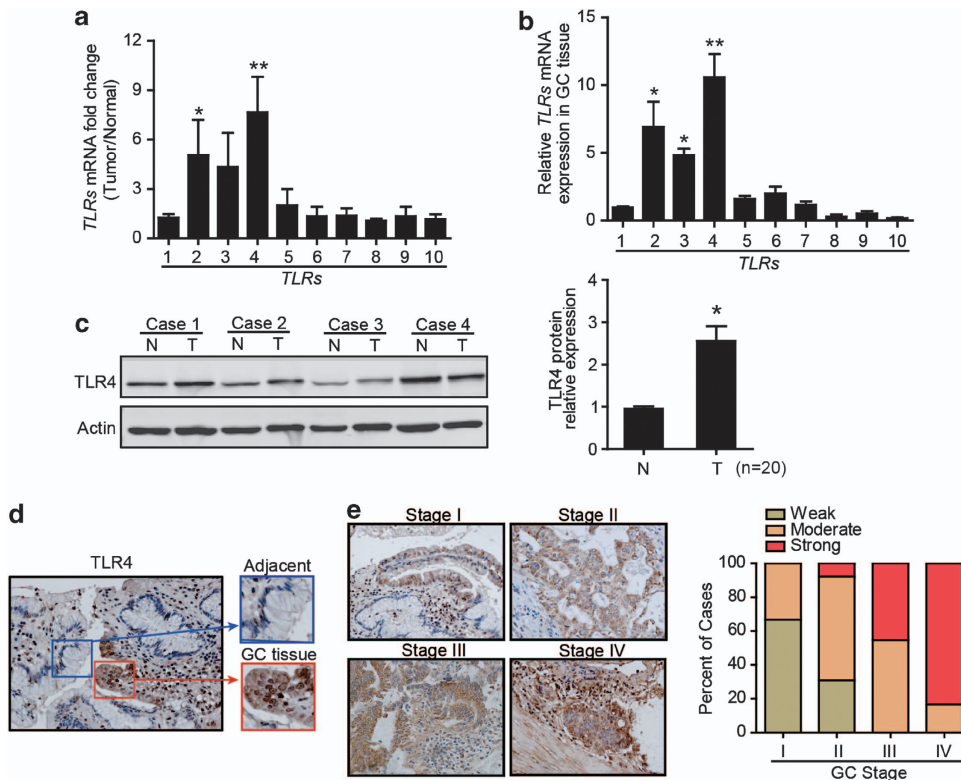 a
TLRs mRNA fold change
(Tumor/Normal)
12
9
6
3
0
*
**
1 2 3 4 5 6 7 8 9 10
TLRs
b
Relative TLRs mRNA
expression in GC tissue
15
10
5
0
*
*
**
1 2 3 4 5 6 7 8 9 10
TLRs
c
Case 1 Case 2 Case 3 Case 4
N T N T N T N T
TLR4
Actin
TLR4 protein
relative expression
4
3
2
1
0
*
N T (n=20)
d
TLR4
Adjacent
GC tissue
e
Stage I
Stage II
Stage III
Stage IV
Weak
Moderate
Strong
Percent of Cases
100
80
60
40
20
0
I II III IV
GC Stage